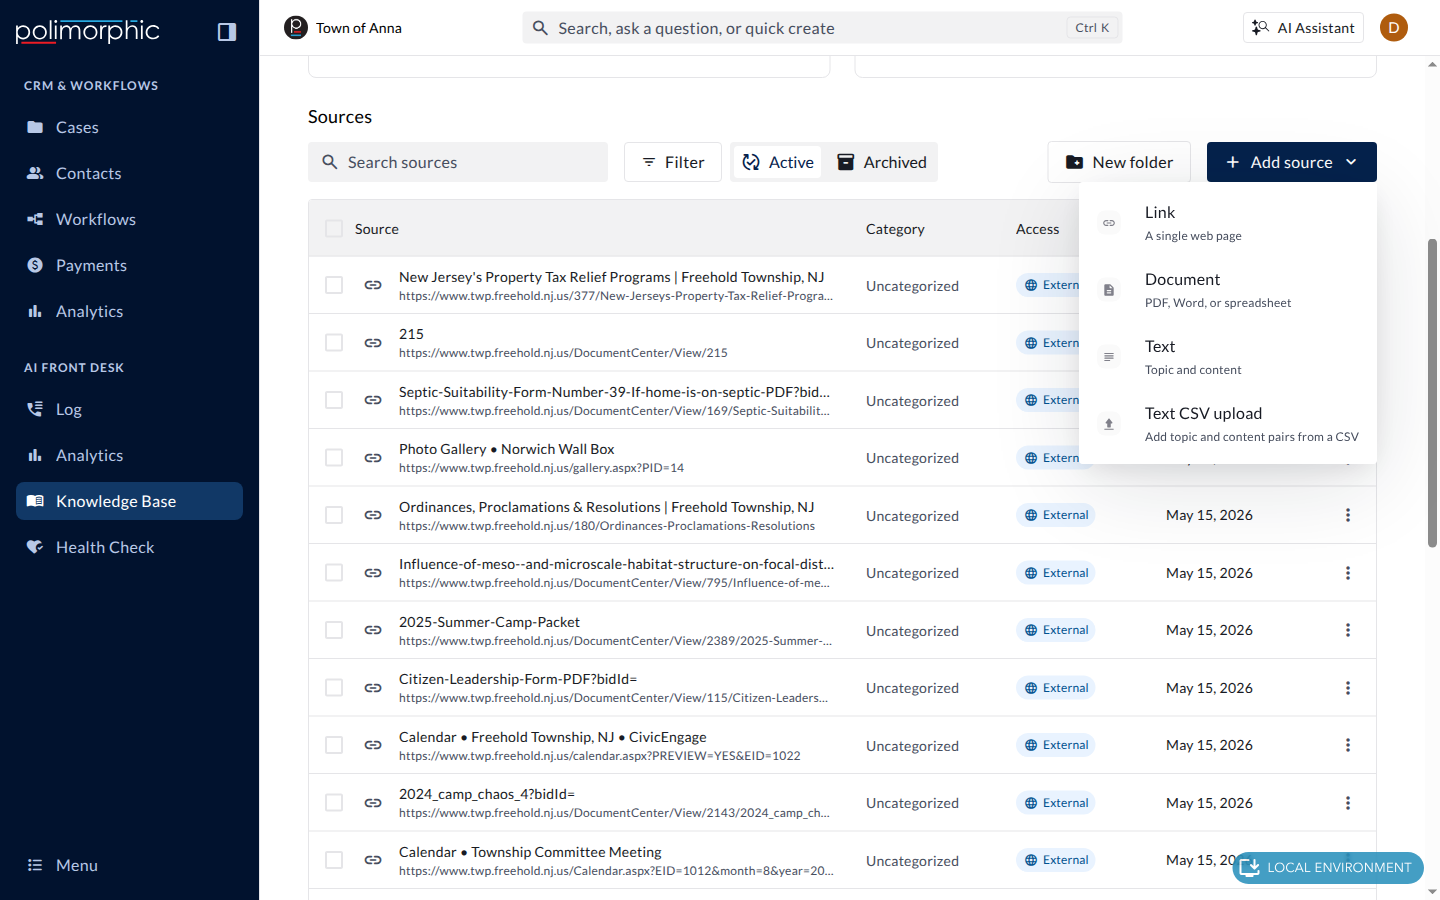 polimorphic
Town of Anna
Search, ask a question, or quick create
Ctrl K
AI Assistant
D
CRM & WORKFLOWS
Cases
Contacts
Workflows
Payments
Analytics
AI FRONT DESK
Log
Analytics
Knowledge Base
Health Check
Menu
Sources
Search sources
Filter
Active
Archived
New folder
Add source
Link
A single web page
Document
PDF, Word, or spreadsheet
Text
Topic and content
Text CSV upload
Add topic and content pairs from a CSV
Source Category Access
New Jersey's Property Tax Relief Programs | Freehold Township, NJ
https://www.twp.freehold.nj.us/377/New-Jerseys-Property-Tax-Relief-Progra...
Uncategorized
Extern
215
https://www.twp.freehold.nj.us/DocumentCenter/View/215
Uncategorized
Extern
Septic-Suitability-Form-Number-39-If-home-is-on-septic-PDF?bid...
https://www.twp.freehold.nj.us/DocumentCenter/View/169/Septic-Suitabilit...
Uncategorized
Extern
Photo Gallery • Norwich Wall Box
https://www.twp.freehold.nj.us/gallery.aspx?PID=14
Uncategorized
Extern
Ordinances, Proclamations & Resolutions | Freehold Township, NJ
https://www.twp.freehold.nj.us/180/Ordinances-Proclamations-Resolutions
Uncategorized
External
May 15, 2026
Influence-of-meso--and-microscale-habitat-structure-on-focal-dist...
https://www.twp.freehold.nj.us/DocumentCenter/View/795/Influence-of-me...
Uncategorized
External
May 15, 2026
2025-Summer-Camp-Packet
https://www.twp.freehold.nj.us/DocumentCenter/View/2389/2025-Summer-...
Uncategorized
External
May 15, 2026
Citizen-Leadership-Form-PDF?bidId=
https://www.twp.freehold.nj.us/DocumentCenter/View/115/Citizen-Leaders...
Uncategorized
External
May 15, 2026
Calendar • Freehold Township, NJ • CivicEngage
https://www.twp.freehold.nj.us/calendar.aspx?PREVIEW=YES&EID=1022
Uncategorized
External
May 15, 2026
2024_camp_chaos_4?bidId=
https://www.twp.freehold.nj.us/DocumentCenter/View/2143/2024_camp_ch...
Uncategorized
External
May 15, 2026
Calendar • Township Committee Meeting
https://www.twp.freehold.nj.us/Calendar.aspx?EID=1012&month=8&year=20...
Uncategorized
External
May 15, 20
LOCAL ENVIRONMENT